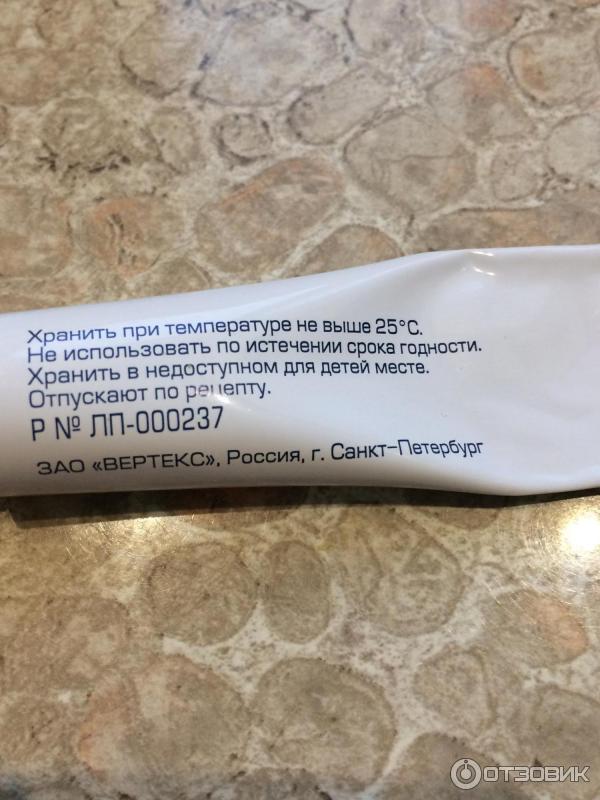 Хранить при температуре не выше 25°С.
Не использовать по истечении срока годности.
Хранить в недоступном для детей месте.
Отпускают по рецепту.
Р № ЛП-000237
ЗАО «ВЕРТЕКС», Россия, г. Санкт-Петербург
ОТЗОВИК